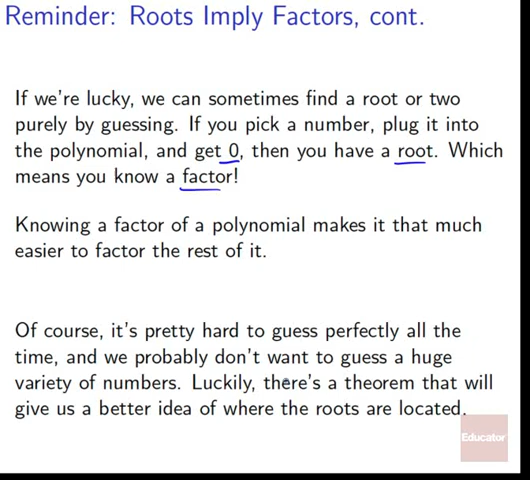 Reminder: Roots Imply Factors, cont.
If we're lucky, we can sometimes find a root or two
purely by guessing. If you pick a number, plug it into
the polynomial, and get 0, then you have a root. Which
means you know a factor!
Knowing a factor of a polynomial makes it that much
easier to factor the rest of it.
Of course, it's pretty hard to guess perfectly all the
time, and we probably don't want to guess a huge
variety of numbers. Luckily, there's a theorem that will
give us a better idea of where the roots are located.
Educator